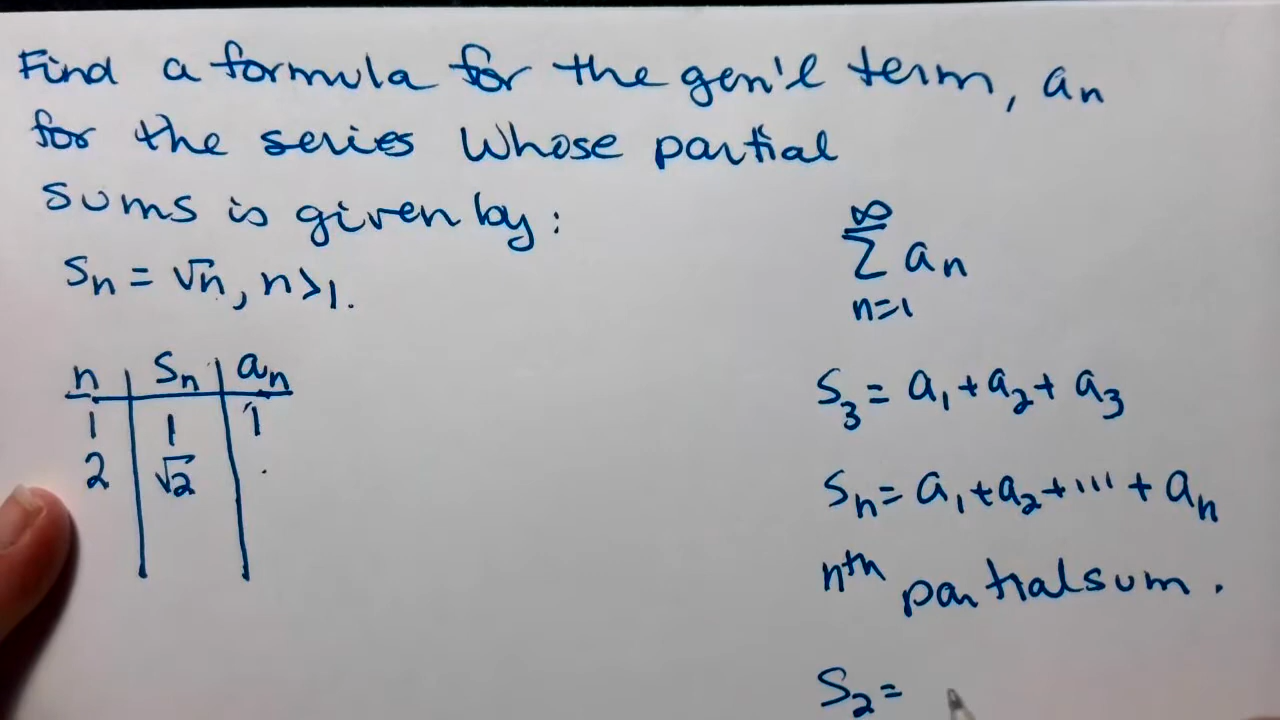 Find a formula for the gen'l term, an
for the series Whose partial
sums is given by:
Sn = √n, n>1.
∞
Σ an
n=1
n Sn an
1 1 1
2 √2
S3 = a1 + a2 + a3
Sn = a1 + a2 + ... + an
nth partial sum.
S2 =